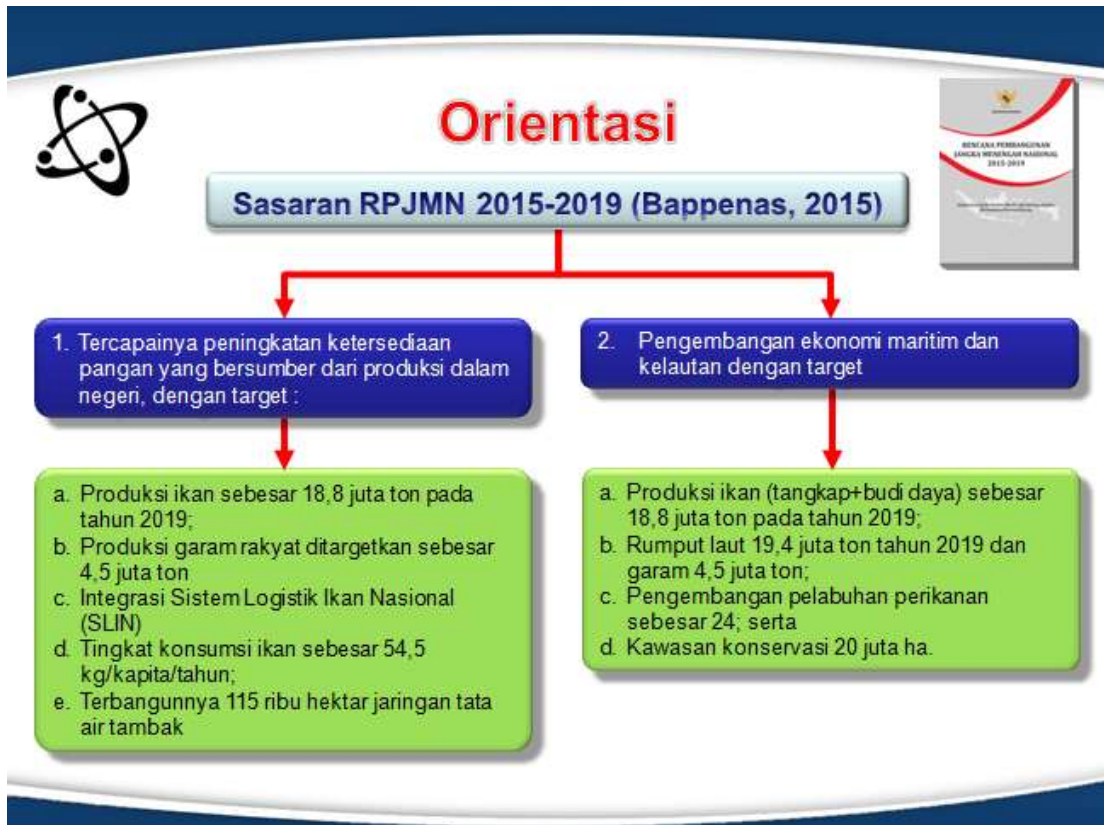 Orientasi
RENCANA PEMBANGUNAN
JANGKA MENENGAH NASIONAL
2015-2019
Sasaran RPJMN 2015-2019 (Bappenas, 2015)
1. Tercapainya peningkatan ketersediaan
pangan yang bersumber dari produksi dalam
negeri, dengan target :
a. Produksi ikan sebesar 18,8 juta ton pada
tahun 2019;
b. Produksi garam rakyat ditargetkan sebesar
4,5 juta ton
c. Integrasi Sistem Logistik Ikan Nasional
(SLIN)
d. Tingkat konsumsi ikan sebesar 54,5
kg/kapita/tahun;
e. Terbangunnya 115 ribu hektar jaringan tata
air tambak
2. Pengembangan ekonomi maritim dan
kelautan dengan target
a. Produksi ikan (tangkap+budi daya) sebesar
18,8 juta ton pada tahun 2019;
b. Rumput laut 19,4 juta ton tahun 2019 dan
garam 4,5 juta ton;
c. Pengembangan pelabuhan perikanan
sebesar 24; serta
d. Kawasan konservasi 20 juta ha.